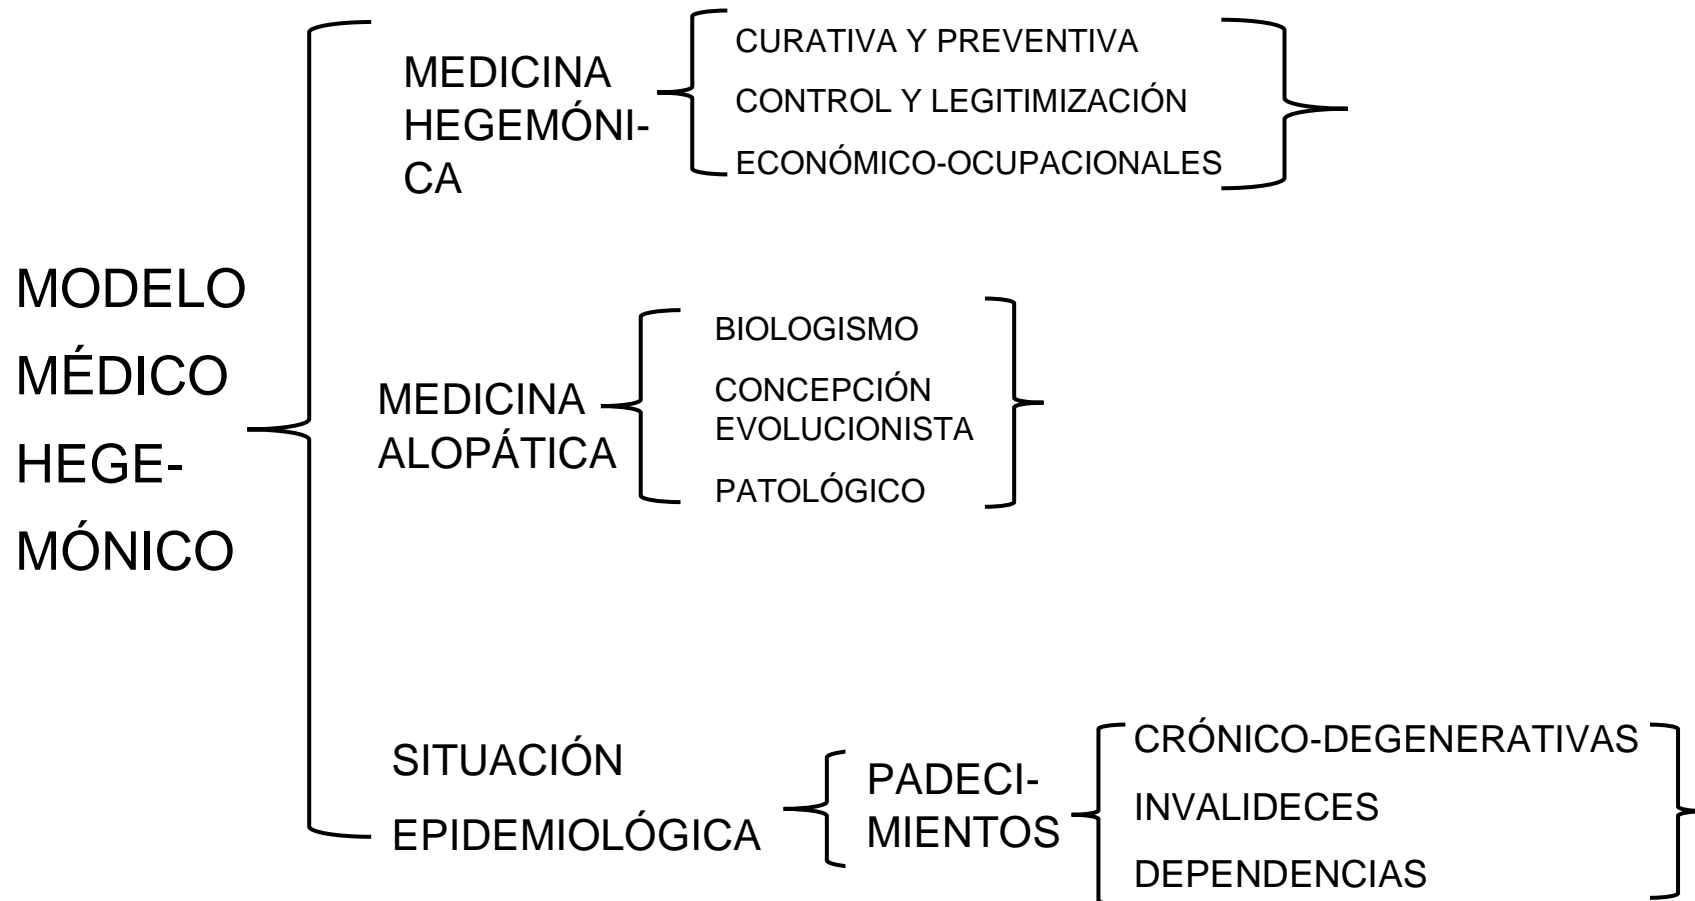 MODELO
MÉDICO
HEGE-
MÓNICO
MEDICINA
HEGEMÓNI-
CA
CURATIVA Y PREVENTIVA
CONTROL Y LEGITIMIZACIÓN
ECONÓMICO-OCUPACIONALES
MEDICINA
ALOPÁTICA
BIOLOGISMO
CONCEPCIÓN
EVOLUCIONISTA
PATOLÓGICO
SITUACIÓN
EPIDEMIOLÓGICA
PADECI-
MIENTOS
CRÓNICO-DEGENERATIVAS
INVALIDECES
DEPENDENCIAS